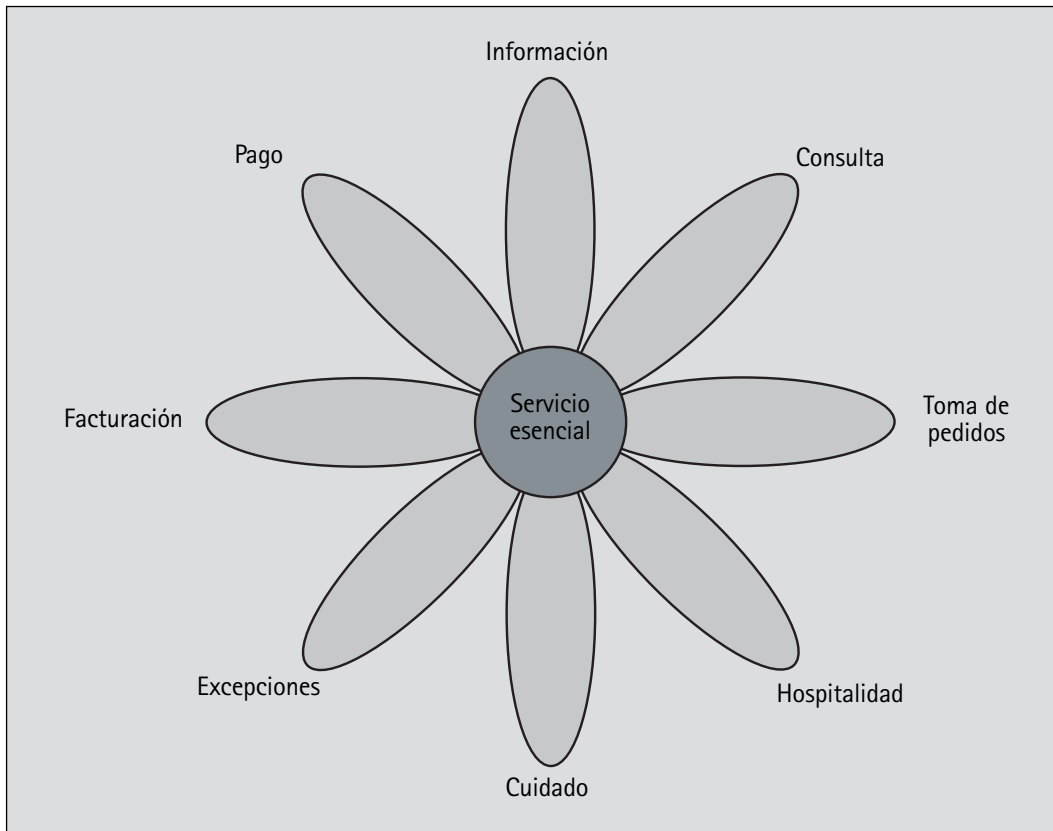 Información
Pago
Consulta
Facturación
Servicio
esencial
Toma de
pedidos
Excepciones
Hospitalidad
Cuidado